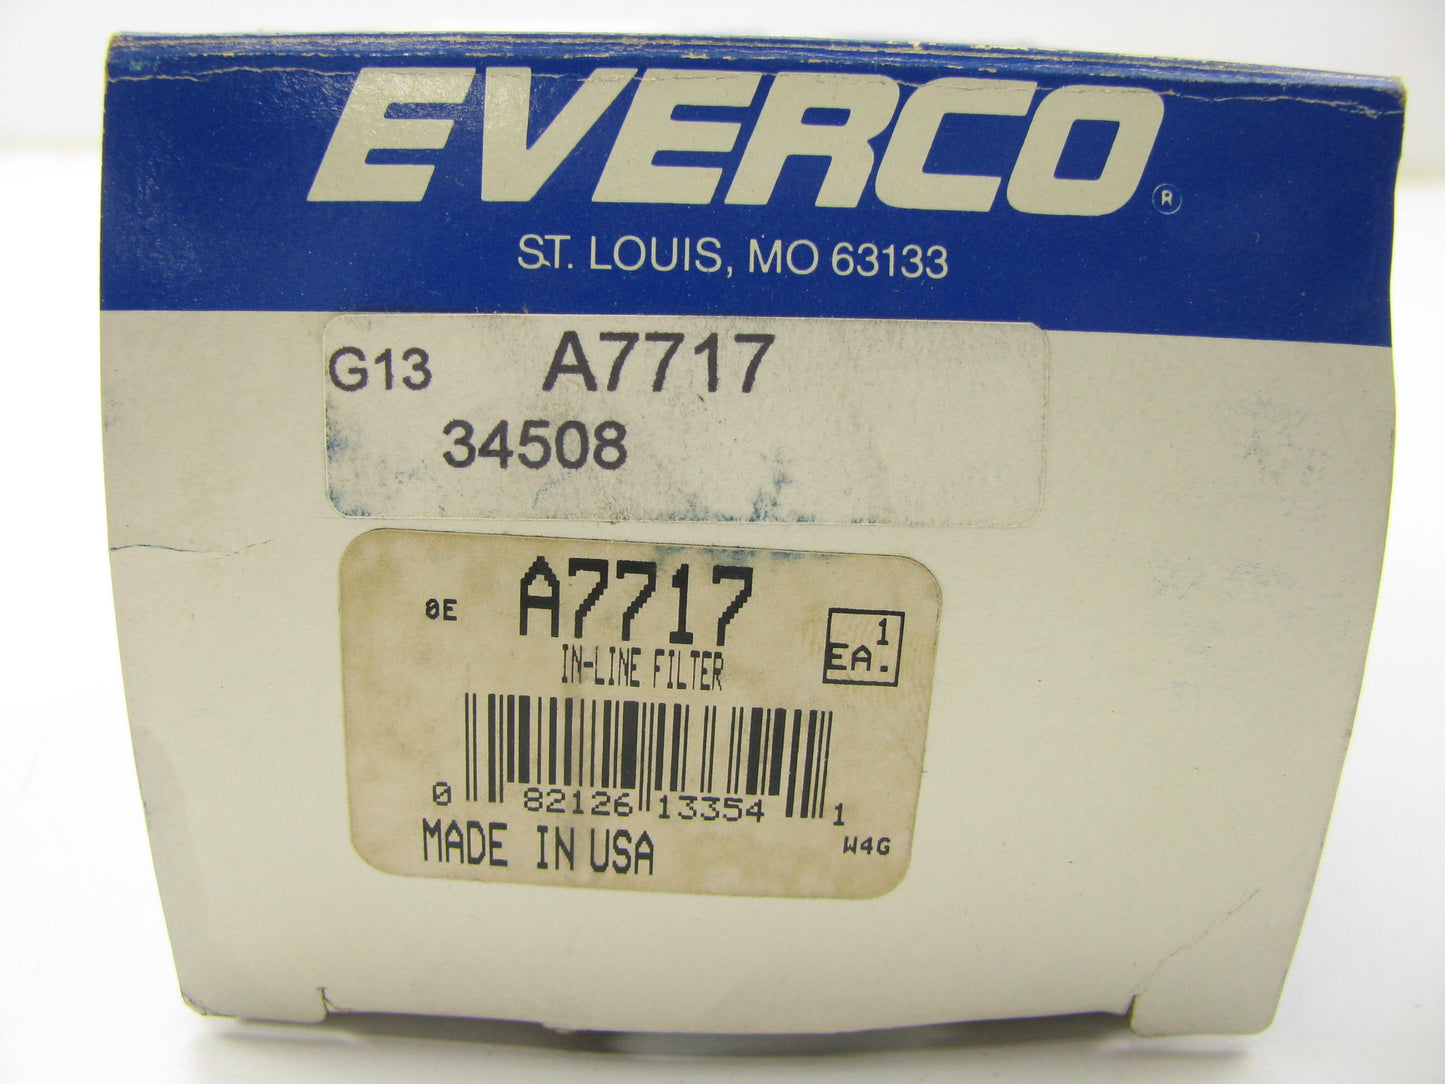 EVERCO®
ST. LOUIS, MO 63133
G13 A7717
34508
0E A7717 1
EA.
IN-LINE FILTER
0 82126 13354 1
MADE IN USA W4G